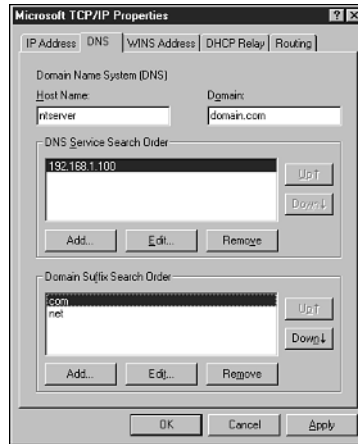 Microsoft TCP/IP Properties
IP Address DNS WINS Address DHCP Relay Routing
Domain Name System (DNS)
Host Name: Domain:
ntserver domain.com
DNS Service Search Order
192.168.1.100
Up↑
Down↓
Add... Edit... Remove
Domain Suffix Search Order
com
net
Up↑
Down↓
Add... Edit... Remove
OK Cancel Apply